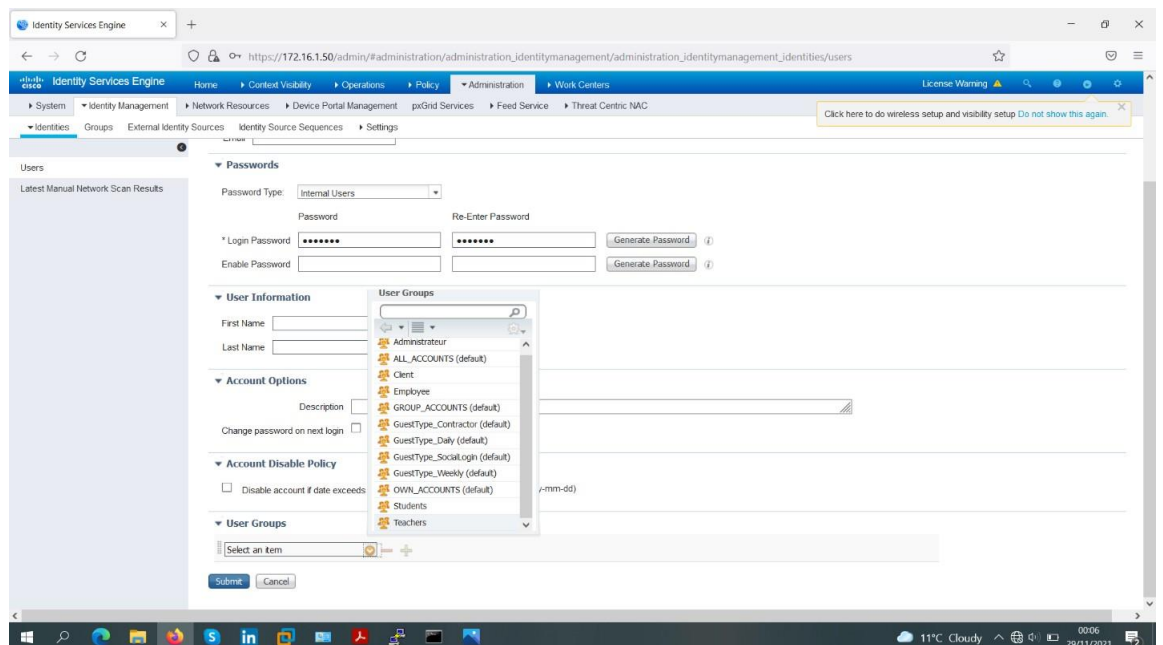 Identity Services Engine × +
https://172.16.1.50/admin/#administration/administration_identitymanagement/administration_identitymanagement_identities/users
cisco Identity Services Engine Home Context Visibility Operations Policy Administration Work Centers License Warning
System Identity Management Network Resources Device Portal Management pxGrid Services Feed Service Threat Centric NAC
Click here to do wireless setup and visibility setup Do not show this again.
Identities Groups External Identity Sources Identity Source Sequences Settings
Email
Users
Latest Manual Network Scan Results
Passwords
Password Type: Internal Users
Password Re-Enter Password
* Login Password ••••••• ••••••• Generate Password
Enable Password Generate Password
User Information
First Name
Last Name
User Groups
Administrateur
ALL_ACCOUNTS (default)
Client
Employee
GROUP_ACCOUNTS (default)
GuestType_Contractor (default)
GuestType_Daily (default)
GuestType_SocialLogin (default)
GuestType_Weekly (default)
OWN_ACCOUNTS (default)
Students
Teachers
Account Options
Description
Change password on next login
Account Disable Policy
Disable account if date exceeds
-mm-dd)
User Groups
Select an item
Submit Cancel
11°C Cloudy
00:06
29/11/2021